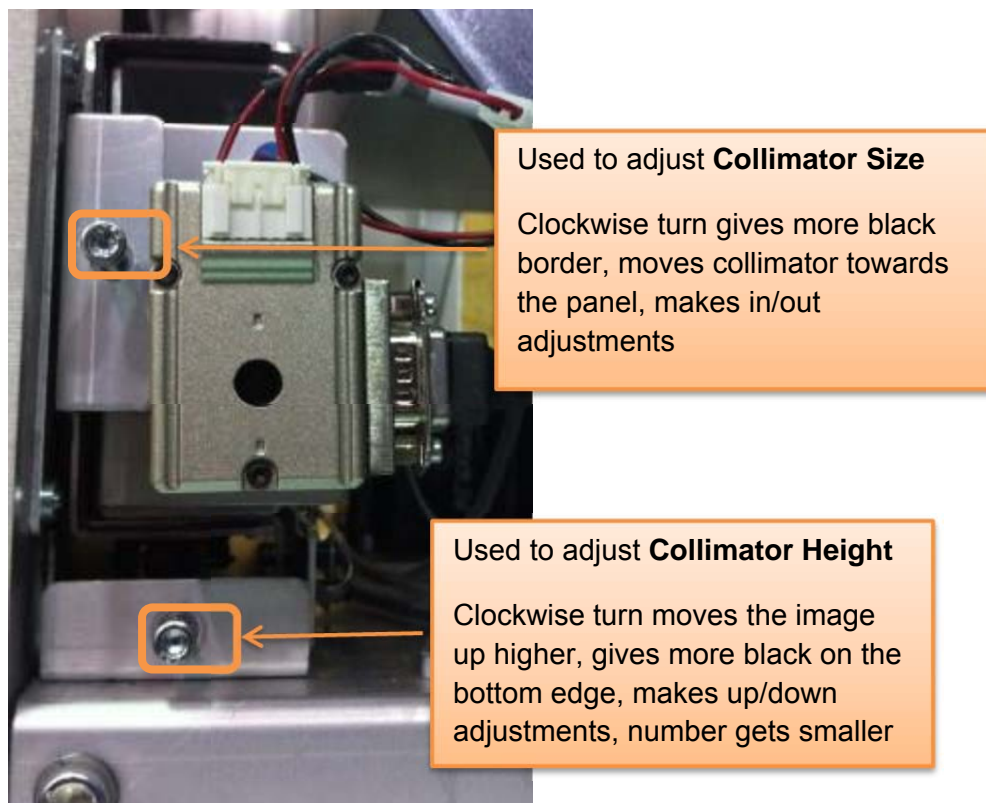 Used to adjust Collimator Size
Clockwise turn gives more black
border, moves collimator towards
the panel, makes in/out
adjustments
Used to adjust Collimator Height
Clockwise turn moves the image
up higher, gives more black on the
bottom edge, makes up/down
adjustments, number gets smaller